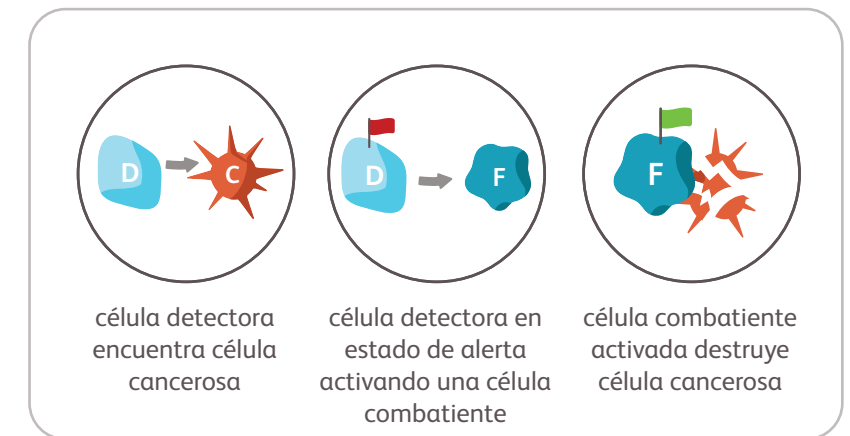 D
C
D
F
F
célula detectora
encuentra célula
cancerosa
célula detectora en
estado de alerta
activando una célula
combatiente
célula combatiente
activada destruye
célula cancerosa